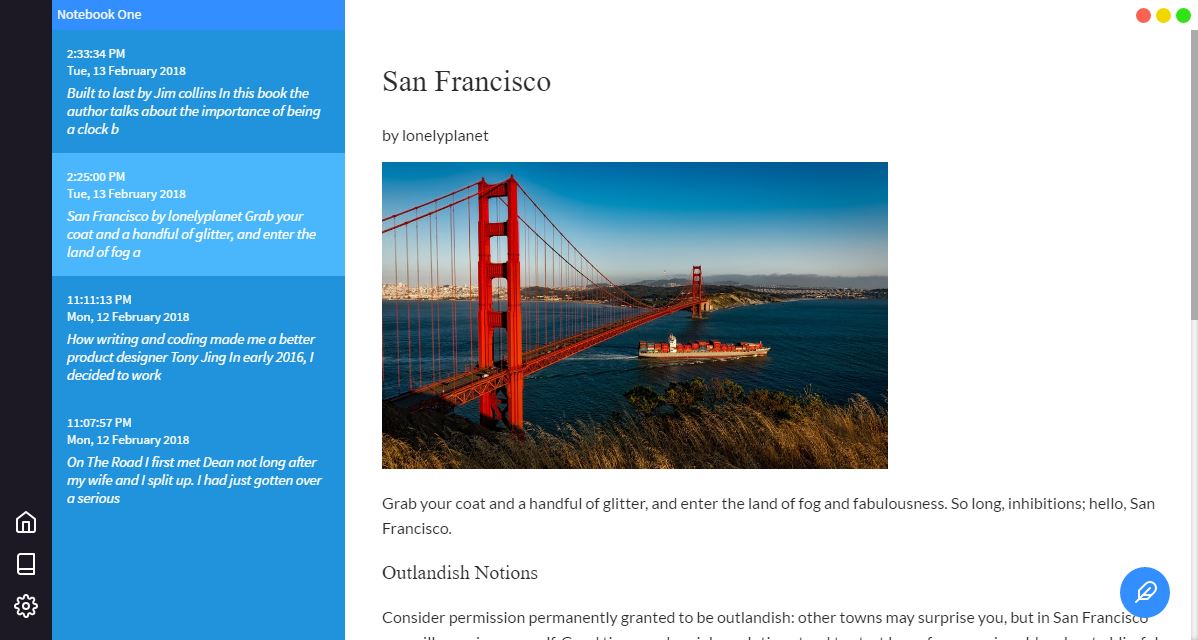 Notebook One
2:33:34 PM
Tue, 13 February 2018
Built to last by Jim collins In this book the
author talks about the importance of being
a clock b
2:25:00 PM
Tue, 13 February 2018
San Francisco by lonelyplanet Grab your
coat and a handful of glitter, and enter the
land of fog a
11:11:13 PM
Mon, 12 February 2018
How writing and coding made me a better
product designer Tony Jing In early 2016, I
decided to work
11:07:57 PM
Mon, 12 February 2018
On The Road I first met Dean not long after
my wife and I split up. I had just gotten over
a serious
San Francisco
by lonelyplanet
Grab your coat and a handful of glitter, and enter the land of fog and fabulousness. So long, inhibitions; hello, San
Francisco.
Outlandish Notions
Consider permission permanently granted to be outlandish: other towns may surprise you, but in San Francisco